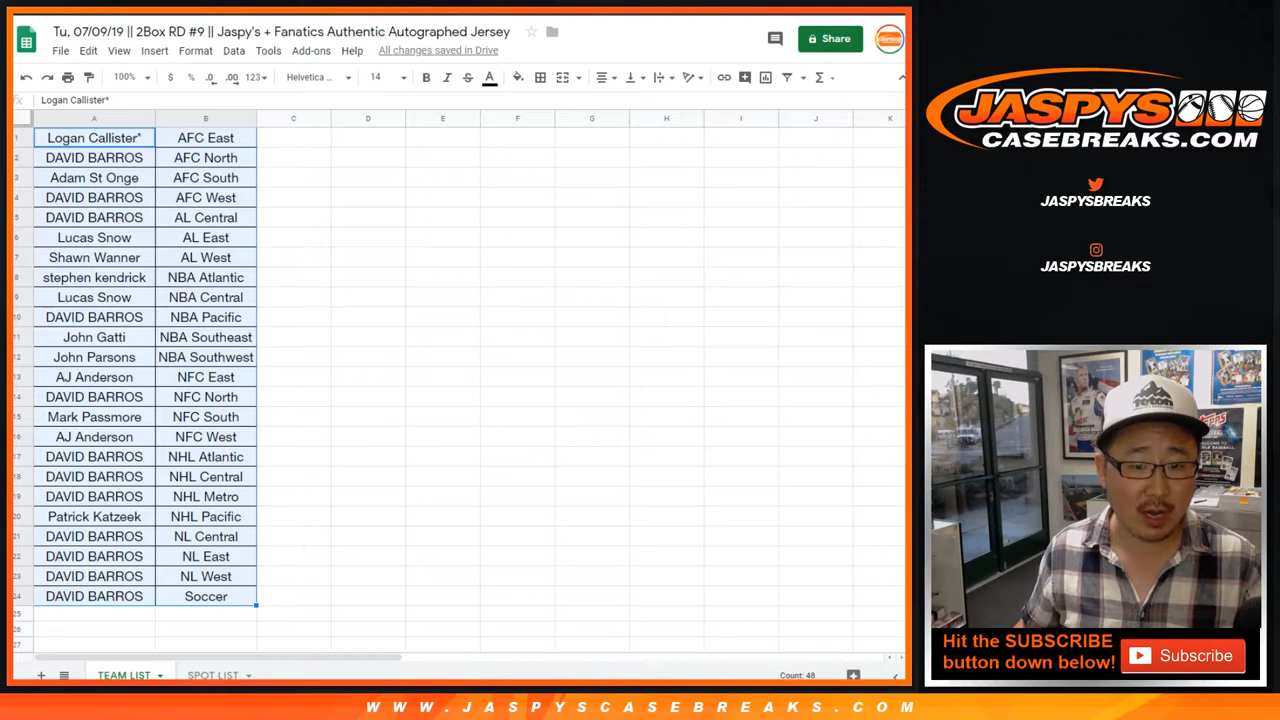 Tu, 07/09/19 || 2Box RD #9 || Jaspy's + Fanatics Authentic Autographed Jersey
File Edit View Insert Format Data Tools Add-ons Help All changes saved in Drive
Share
100% $ % .0 .00 123 Helvetica... 14 B I S A
fx Logan Callister*
A B C D E F G H I J K
1 Logan Callister* AFC East
2 DAVID BARROS AFC North
3 Adam St Onge AFC South
4 DAVID BARROS AFC West
5 DAVID BARROS AL Central
6 Lucas Snow AL East
7 Shawn Wanner AL West
8 stephen kendrick NBA Atlantic
9 Lucas Snow NBA Central
10 DAVID BARROS NBA Pacific
11 John Gatti NBA Southeast
12 John Parsons NBA Southwest
13 AJ Anderson NFC East
14 DAVID BARROS NFC North
15 Mark Passmore NFC South
16 AJ Anderson NFC West
17 DAVID BARROS NHL Atlantic
18 DAVID BARROS NHL Central
19 DAVID BARROS NHL Metro
20 Patrick Katzeek NHL Pacific
21 DAVID BARROS NL Central
22 DAVID BARROS NL East
23 DAVID BARROS NL West
24 DAVID BARROS Soccer
25
26
27
TEAM LIST SPOT LIST Count: 48
JASPYS
CASEBREAKS.COM
JASPYSBREAKS
JASPYSBREAKS
Teton
topps
WELCOME TO
Hit the SUBSCRIBE
button down below!
Subscribe
WWW.JASPYSCASEBREAKS.COM